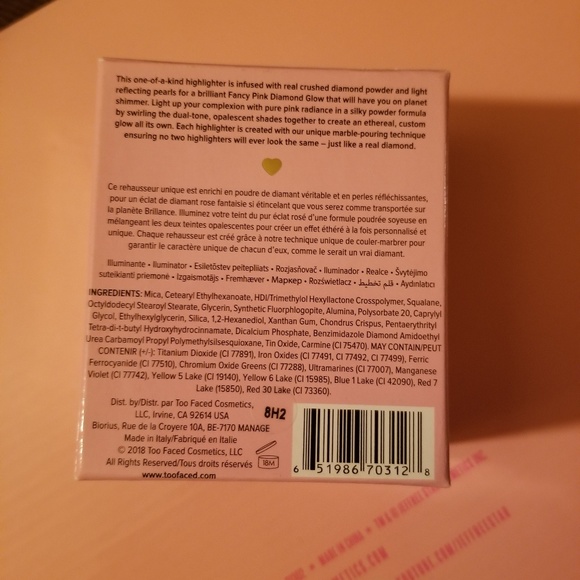 This one-of-a-kind highlighter is infused with real crushed diamond powder and light
reflecting pearls for a brilliant Fancy Pink Diamond Glow that will have you on planet
shimmer. Light up your complexion with pure pink radiance in a silky powder formula
by swirling the dual-tone, opalescent shades together to create an ethereal, custom
glow all its own. Each highlighter is created with our unique marble-pouring technique
ensuring no two highlighters will ever look the same – just like a real diamond.
Ce rehausseur unique est enrichi en poudre de diamant véritable et en perles réfléchissantes,
pour un éclat de diamant rose fantaisie si étincelant que vous serez comme transportée sur
la planète Brillance. Illuminez votre teint du pur éclat rosé d'une formule poudrée soyeuse en
mélangeant les deux teintes opalescentes pour créer un effet éthéré à la fois personnalisé et
unique. Chaque rehausseur est créé grâce à notre technique unique de couler-marbrer pour
garantir le caractère unique de chacun d'eux, comme le serait un vrai diamant.
Illuminante • Iluminator • Esiletõstev peitepliiats • Rozjasňovač • Iluminador • Realce • Švytėjimo
suteikianti priemonė • Izgaismotājs • Fremhæver • Маркер • Rozświetlacz • قلم تخطيط • Aydınlatıcı
INGREDIENTS: Mica, Cetearyl Ethylhexanoate, HDI/Trimethylol Hexyllactone Crosspolymer, Squalane,
Octyldodecyl Stearoyl Stearate, Glycerin, Synthetic Fluorphlogopite, Alumina, Polysorbate 20, Caprylyl
Glycol, Ethylhexylglycerin, Silica, 1,2-Hexanediol, Xanthan Gum, Chondrus Crispus, Pentaerythrityl
Tetra-di-t-butyl Hydroxyhydrocinnamate, Dicalcium Phosphate, Benzimidazole Diamond Amidoethyl
Urea Carbamoyl Propyl Polymethylsilsesquioxane, Tin Oxide, Carmine (75470). MAY CONTAIN/PEUT
CONTENIR (+/-): Titanium Dioxide (CI 77891), Iron Oxides (CI 77491, CI 77492, CI 77499), Ferric
Ferrocyanide (CI 77510), Chromium Oxide Greens (CI 77288), Ultramarines (CI 77007), Manganese
Violet (CI 77742), Yellow 5 Lake (CI 19140), Yellow 6 Lake (CI 15985), Blue 1 Lake (CI 42090), Red 7
Lake (15850), Red 30 Lake (CI 73360).
Dist. by/Distr. par Too Faced Cosmetics,
LLC, Irvine, CA 92614 USA
8H2
Biorius, Rue de la Croyere 10A, BE-7170 MANAGE
Made in Italy/Fabriqué en Italie
© 2018 Too Faced Cosmetics, LLC
All Rights Reserved/Tous droits réservés
18M
www.toofaced.com
6 51986 70312 8
MADE IN CHINA